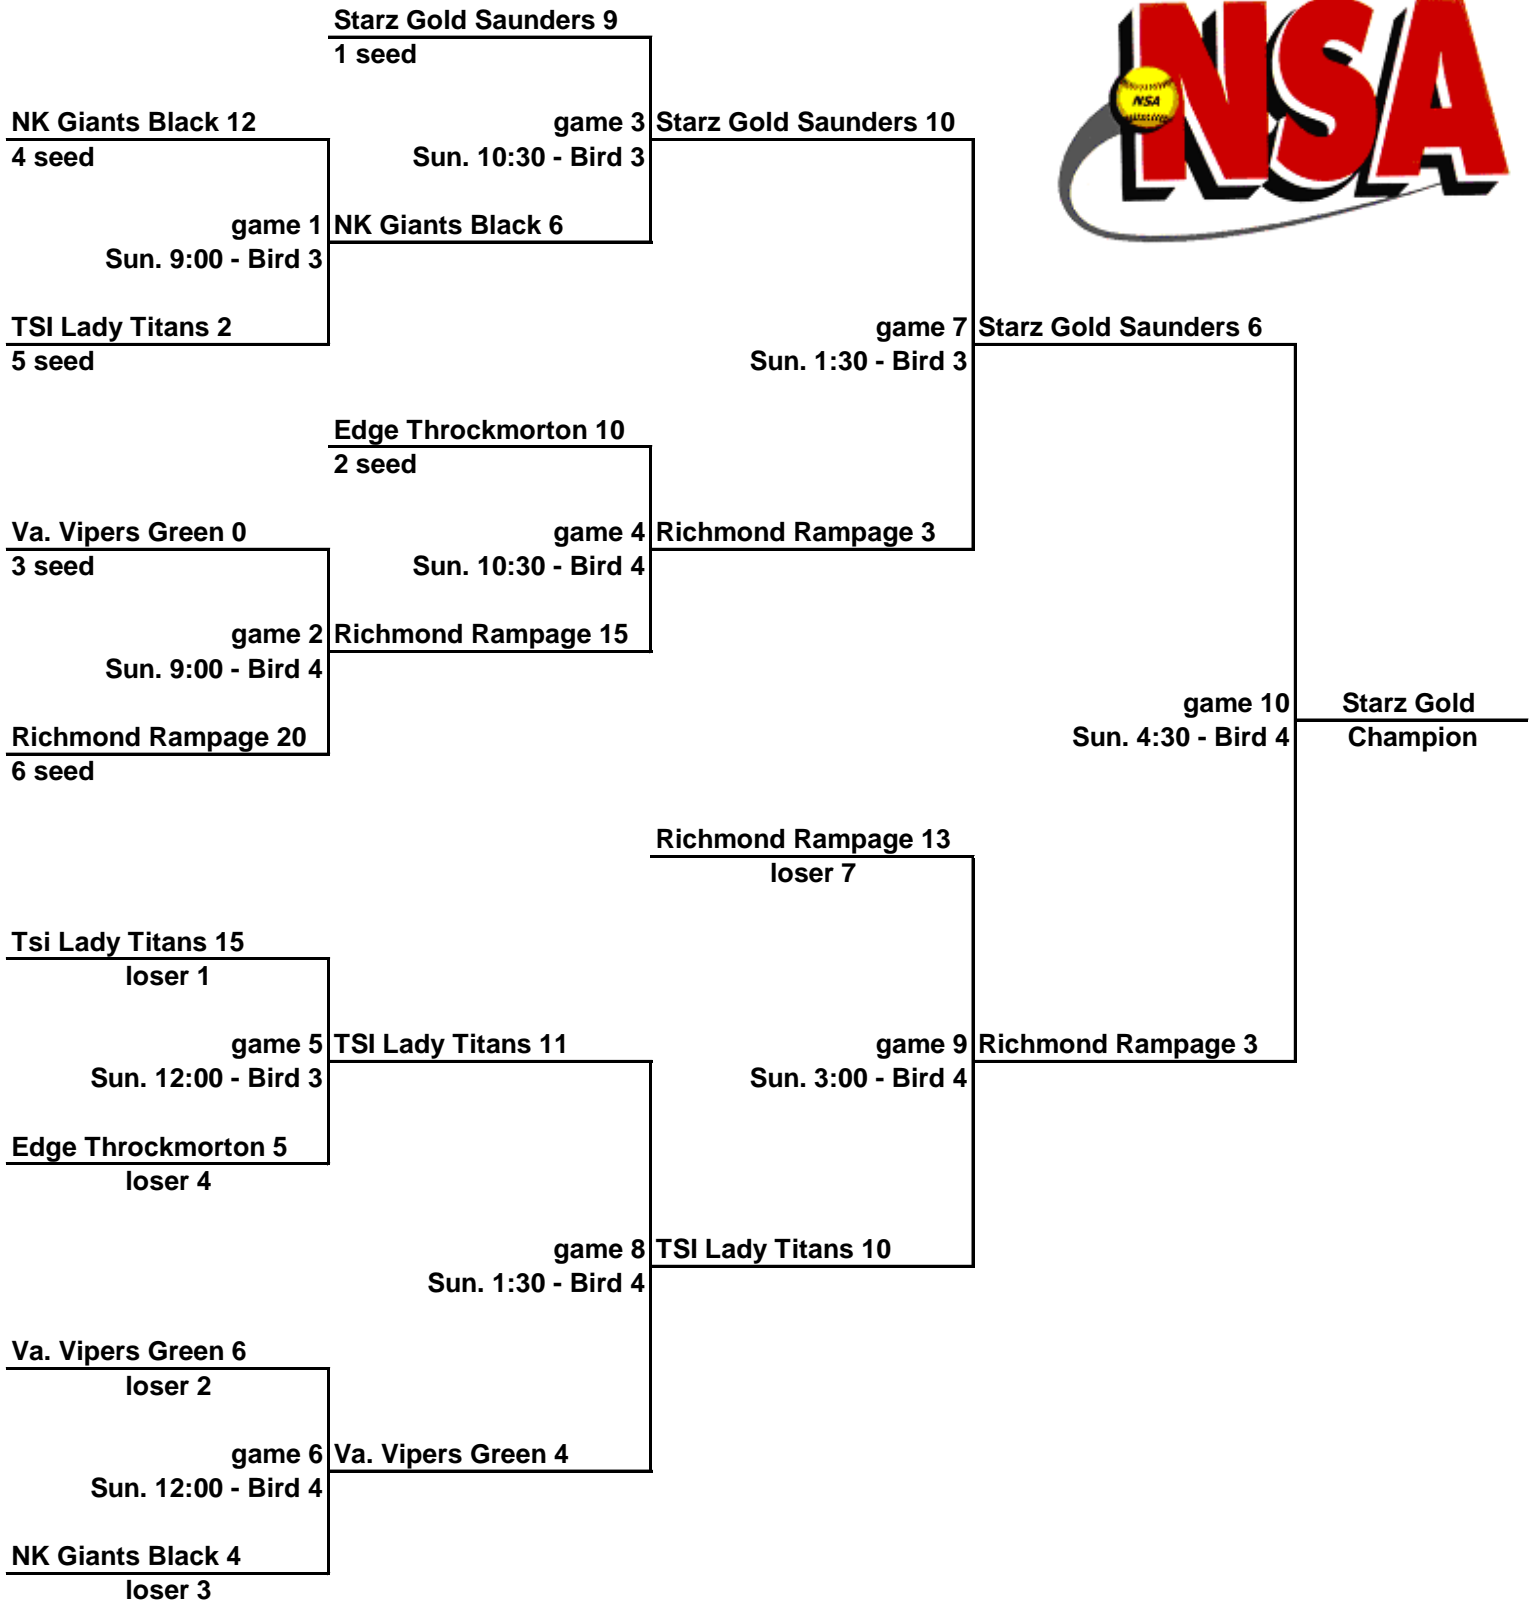 Starz Gold Saunders 9
1 seed
NSA
NSA
NK Giants Black 12
4 seed
game 3
Sun. 10:30 - Bird 3
Starz Gold Saunders 10
game 1
Sun. 9:00 - Bird 3
NK Giants Black 6
TSI Lady Titans 2
5 seed
game 7
Sun. 1:30 - Bird 3
Starz Gold Saunders 6
Edge Throckmorton 10
2 seed
Va. Vipers Green 0
3 seed
game 4
Sun. 10:30 - Bird 4
Richmond Rampage 3
game 2
Sun. 9:00 - Bird 4
Richmond Rampage 15
Richmond Rampage 20
6 seed
game 10
Sun. 4:30 - Bird 4
Starz Gold
Champion
Richmond Rampage 13
loser 7
Tsi Lady Titans 15
loser 1
game 5
Sun. 12:00 - Bird 3
TSI Lady Titans 11
game 9
Sun. 3:00 - Bird 4
Richmond Rampage 3
Edge Throckmorton 5
loser 4
game 8
Sun. 1:30 - Bird 4
TSI Lady Titans 10
Va. Vipers Green 6
loser 2
game 6
Sun. 12:00 - Bird 4
Va. Vipers Green 4
NK Giants Black 4
loser 3